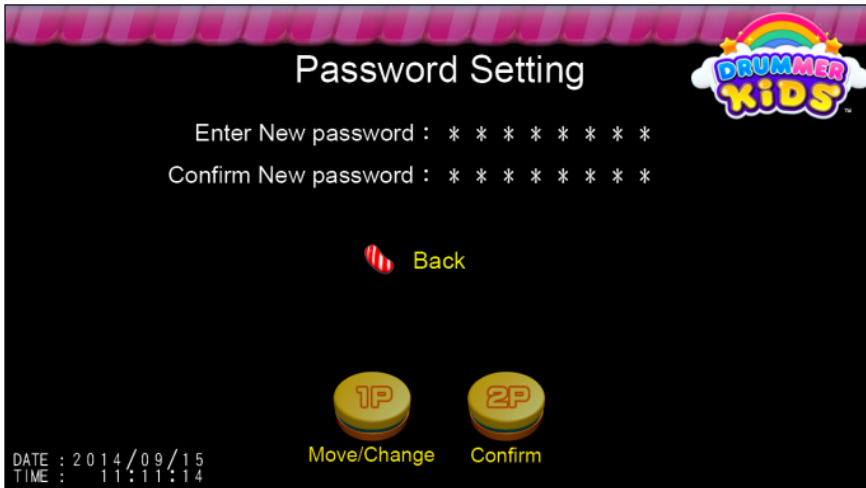 Password Setting
DRUMMER
KiDS™
Enter New password : * * * * * * * *
Confirm New password : * * * * * * * *
Back
1P
2P
Move/Change
Confirm
DATE : 2014/09/15
TIME : 11:11:14